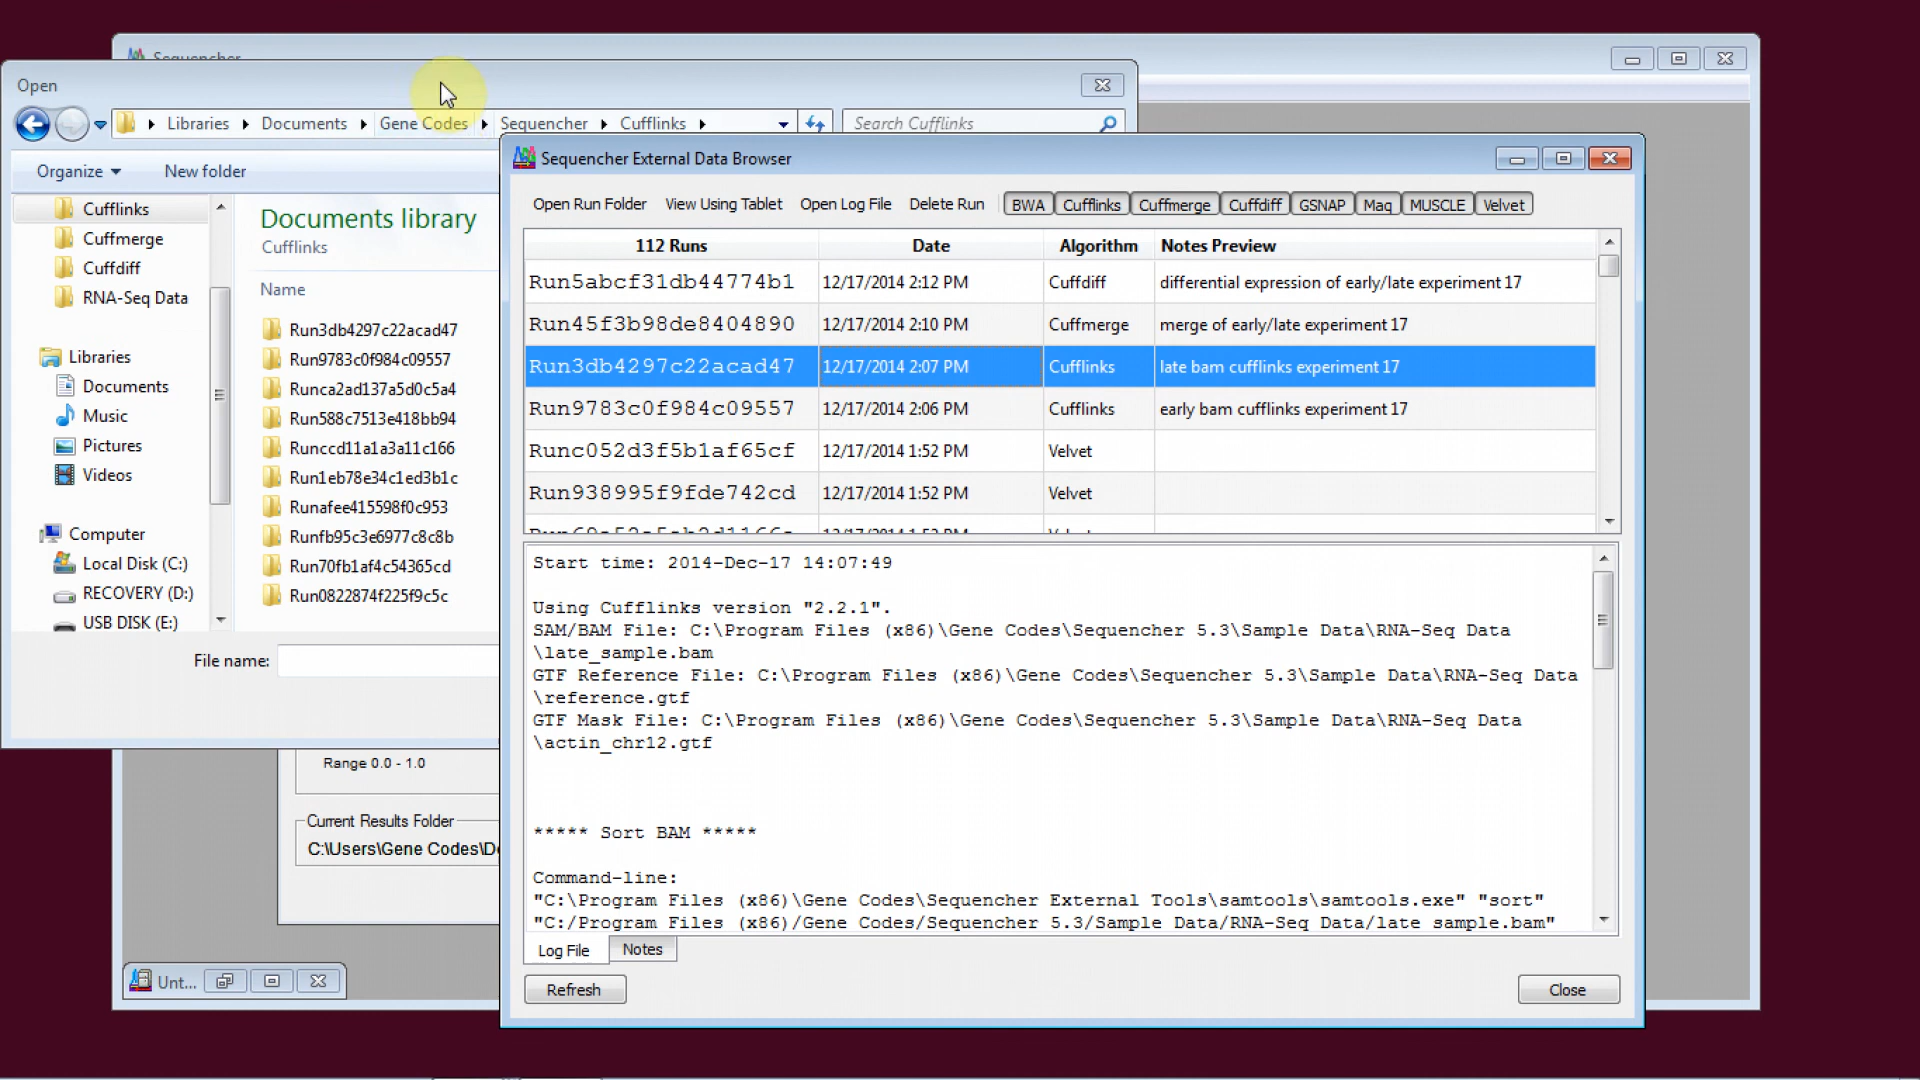 Sequencher
Open
Libraries Documents Gene Codes Sequencher Cufflinks
Search Cufflinks
Organize
New folder
Cufflinks
Cuffmerge
Cuffdiff
RNA-Seq Data
Libraries
Documents
Music
Pictures
Videos
Computer
Local Disk (C:)
RECOVERY (D:)
USB DISK (E:)
Documents library
Cufflinks
Name
Run3db4297c22acad47
Run9783c0f984c09557
Runca2ad137a5d0c5a4
Run588c7513e418bb94
Runccd11a1a3a11c166
Run1eb78e34c1ed3b1c
Runafee415598f0c953
Runfb95c3e6977c8c8b
Run70fb1af4c54365cd
Run0822874f225f9c5c
File name:
Range 0.0 - 1.0
Current Results Folder
C:\Users\Gene Codes\Do
Unt...
Sequencher External Data Browser
Open Run Folder View Using Tablet Open Log File Delete Run BWA Cufflinks Cuffmerge Cuffdiff GSNAP Maq MUSCLE Velvet
112 Runs Date Algorithm Notes Preview
Run5abcf31db44774b1 12/17/2014 2:12 PM Cuffdiff differential expression of early/late experiment 17
Run45f3b98de8404890 12/17/2014 2:10 PM Cuffmerge merge of early/late experiment 17
Run3db4297c22acad47 12/17/2014 2:07 PM Cufflinks late bam cufflinks experiment 17
Run9783c0f984c09557 12/17/2014 2:06 PM Cufflinks early bam cufflinks experiment 17
Runc052d3f5b1af65cf 12/17/2014 1:52 PM Velvet
Run938995f9fde742cd 12/17/2014 1:52 PM Velvet
Start time: 2014-Dec-17 14:07:49
Using Cufflinks version "2.2.1".
SAM/BAM File: C:\Program Files (x86)\Gene Codes\Sequencher 5.3\Sample Data\RNA-Seq Data
\late_sample.bam
GTF Reference File: C:\Program Files (x86)\Gene Codes\Sequencher 5.3\Sample Data\RNA-Seq Data
\reference.gtf
GTF Mask File: C:\Program Files (x86)\Gene Codes\Sequencher 5.3\Sample Data\RNA-Seq Data
\actin_chr12.gtf
***** Sort BAM *****
Command-line:
"C:\Program Files (x86)\Gene Codes\Sequencher External Tools\samtools\samtools.exe" "sort"
"C:/Program Files (x86)/Gene Codes/Sequencher 5.3/Sample Data/RNA-Seq Data/late_sample.bam"
Log File Notes
Refresh
Close